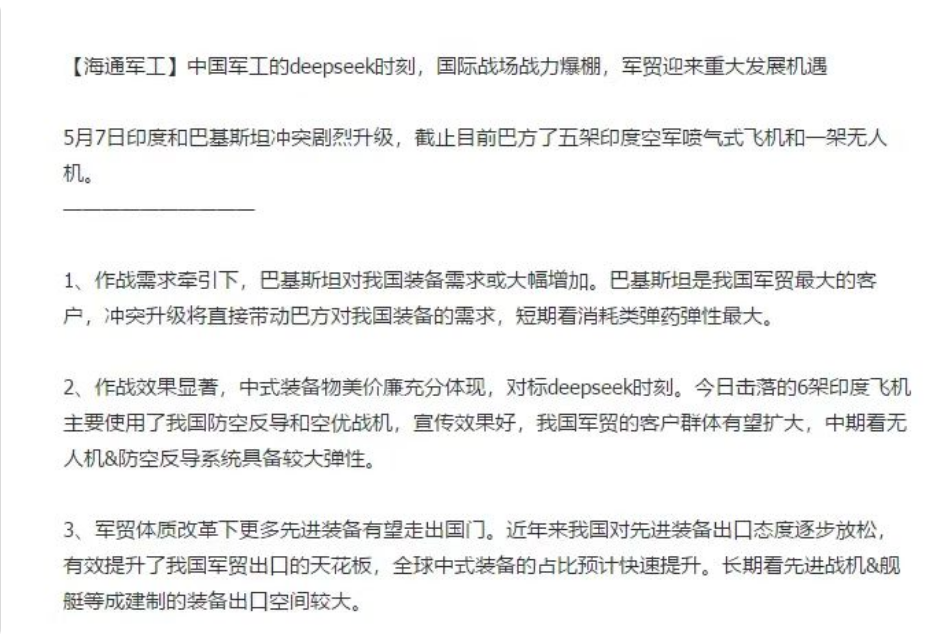 【海通军工】中国军工的deepseek时刻，国际战场战力爆棚，军贸迎来重大发展机遇
5月7日印度和巴基斯坦冲突剧烈升级，截止目前巴方了五架印度空军喷气式飞机和一架无人
机。
————————————
1、作战需求牵引下，巴基斯坦对我国装备需求或大幅增加。巴基斯坦是我国军贸最大的客
户，冲突升级将直接带动巴方对我国装备的需求，短期看消耗类弹药弹性最大。
2、作战效果显著，中式装备物美价廉充分体现，对标deepseek时刻。今日击落的6架印度飞机
主要使用了我国防空反导和空优战机，宣传效果好，我国军贸的客户群体有望扩大，中期看无
人机&防空反导系统具备较大弹性。
3、军贸体质改革下更多先进装备有望走出国门。近年来我国对先进装备出口态度逐步放松，
有效提升了我国军贸出口的天花板，全球中式装备的占比预计快速提升。长期看先进战机&舰
艇等成建制的装备出口空间较大。